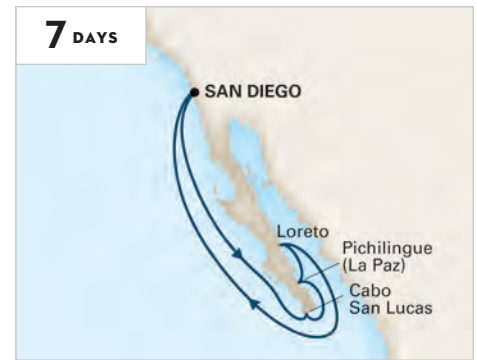 7 DAYS
SAN DIEGO
Loreto
Pichilingue
(La Paz)
Cabo
San Lucas